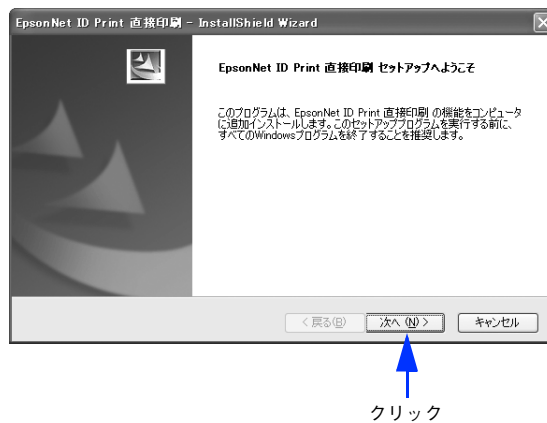 EpsonNet ID Print 直接印刷 - InstallShield Wizard
EpsonNet ID Print 直接印刷 セットアップへようこそ
このプログラムは、EpsonNet ID Print 直接印刷 の機能をコンピュータ
に追加インストールします。このセットアッププログラムを実行する前に、
すべてのWindowsプログラムを終了することを推奨します。
< 戻る(B)
次へ(N) >
キャンセル
クリック